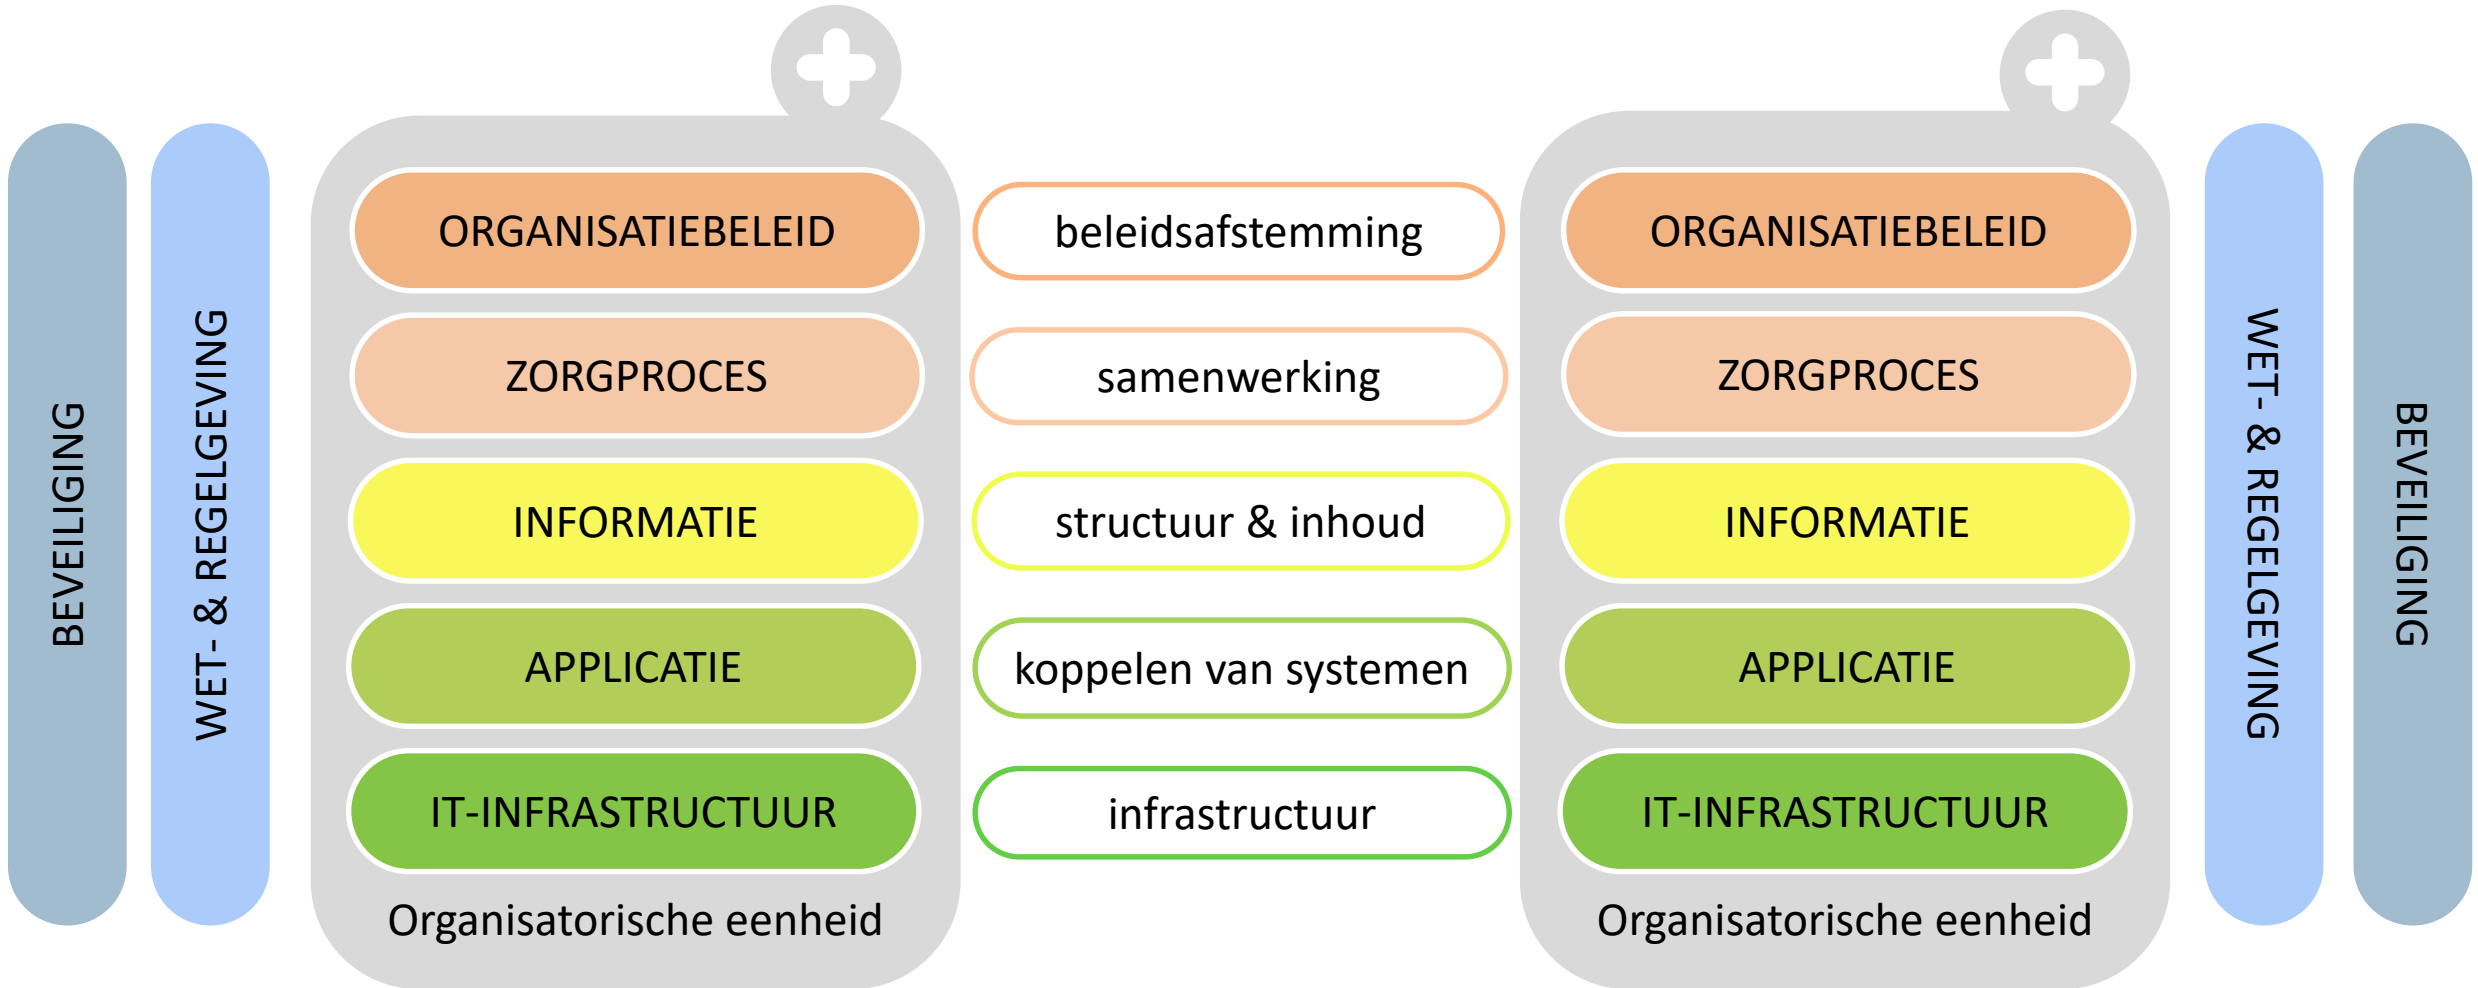 BEVEILIGING
WET- & REGELGEVING
ORGANISATIEBELEID
ZORGPROCES
INFORMATIE
APPLICATIE
IT-INFRASTRUCTUUR
Organisatorische eenheid
beleidsafstemming
samenwerking
structuur & inhoud
koppelen van systemen
infrastructuur
ORGANISATIEBELEID
ZORGPROCES
INFORMATIE
APPLICATIE
IT-INFRASTRUCTUUR
Organisatorische eenheid
WET- & REGELGEVING
BEVEILIGING